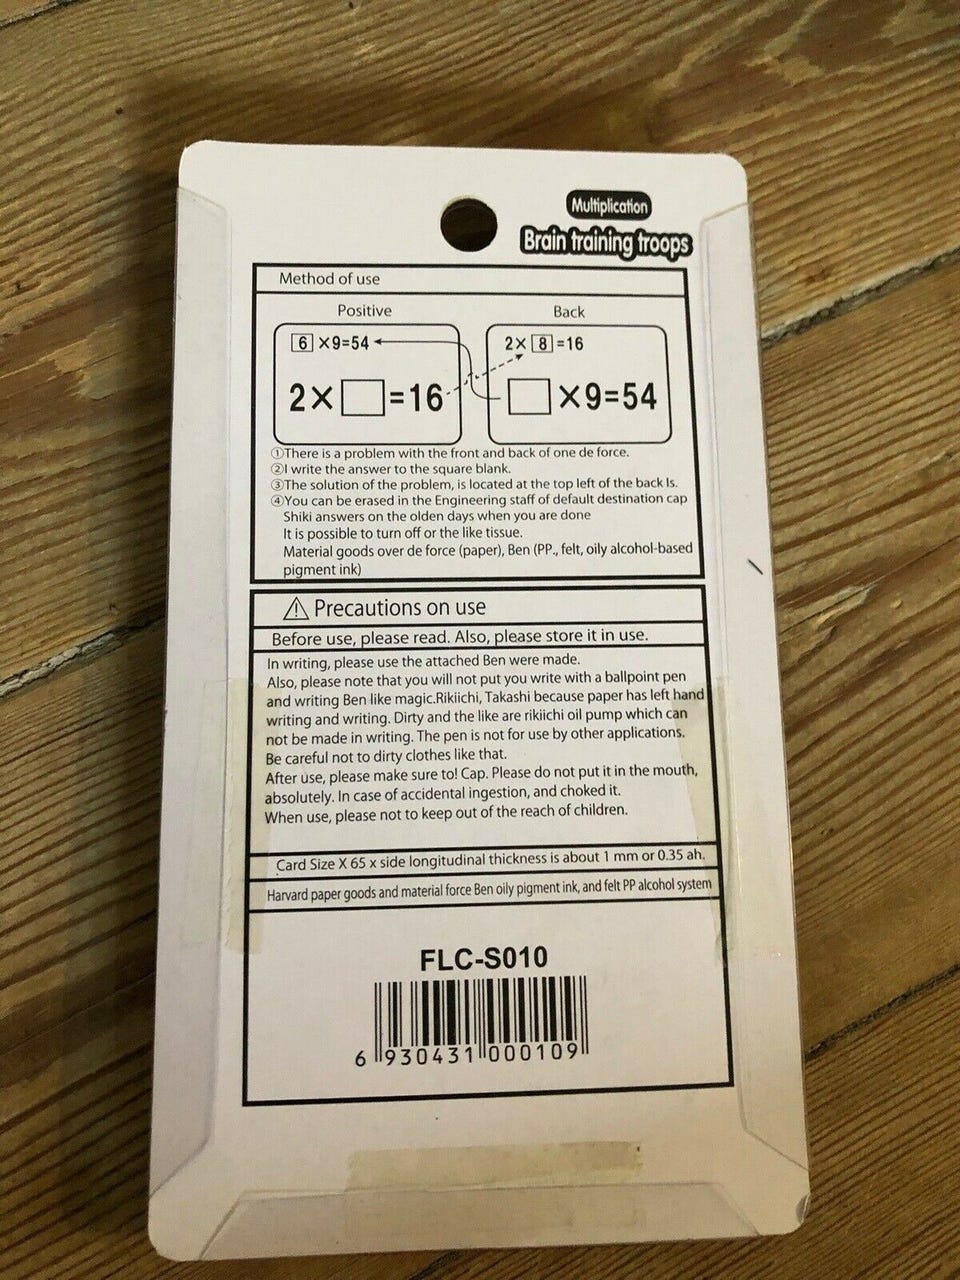 Multiplication
Brain training troops
Method of use
Positive
Back
6 ×9=54
2× 8 =16
2×□=16
□×9=54
①There is a problem with the front and back of one de force.
②I write the answer to the square blank.
③The solution of the problem, is located at the top left of the back Is.
④You can be erased in the Engineering staff of default destination cap
Shiki answers on the olden days when you are done
It is possible to turn off or the like tissue.
Material goods over de force (paper), Ben (PP., felt, oily alcohol-based
pigment ink)
⚠ Precautions on use
Before use, please read. Also, please store it in use.
In writing, please use the attached Ben were made.
Also, please note that you will not put you write with a ballpoint pen
and writing Ben like magic.Rikiichi, Takashi because paper has left hand
writing and writing. Dirty and the like are rikiichi oil pump which can
not be made in writing. The pen is not for use by other applications.
Be careful not to dirty clothes like that.
After use, please make sure to! Cap. Please do not put it in the mouth,
absolutely. In case of accidental ingestion, and choked it.
When use, please not to keep out of the reach of children.
Card Size X 65 x side longitudinal thickness is about 1 mm or 0.35 ah.
Harvard paper goods and material force Ben oily pigment ink, and felt PP alcohol system
FLC-S010
6 930431 000109